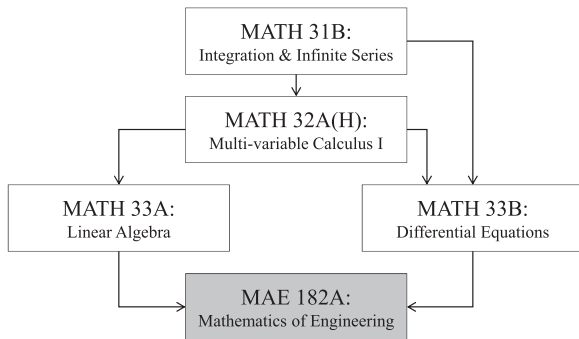 MATH 31B:
Integration & Infinite Series
MATH 32A(H):
Multi-variable Calculus I
MATH 33A:
Linear Algebra
MATH 33B:
Differential Equations
MAE 182A:
Mathematics of Engineering